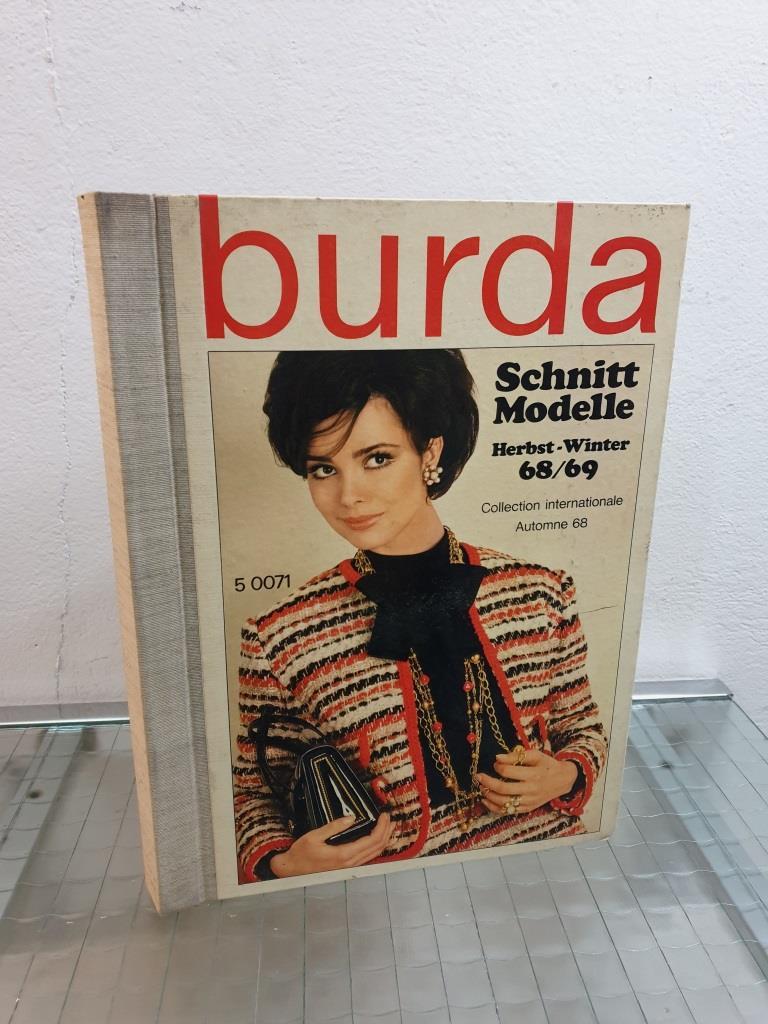 burda
Schnitt
Modelle
Herbst-Winter
68/69
Collection internationale
Automne 68
5 0071